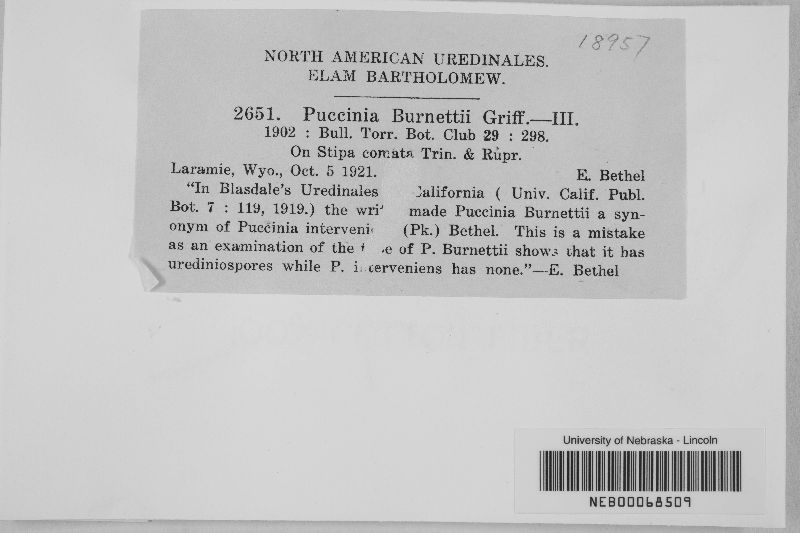 18957
NORTH AMERICAN UREDINALES.
ELAM BARTHOLOMEW.
2651. Puccinia Burnettii Griff.—III.
1902 : Bull. Torr. Bot. Club 29 : 298.
On Stipa comata Trin. & Rupr.
Laramie, Wyo., Oct. 5 1921. E. Bethel
"In Blasdale's Uredinales California ( Univ. Calif. Publ.
Bot. 7 : 119, 1919.) the made Puccinia Burnettii a syn-
onym of Puccinia (Pk.) Bethel. This is a mistake
as an examination of the of P. Burnettii shows that it has
urediniospores while P. interveniens has none."—E. Bethel
University of Nebraska - Lincoln
NEB00068509